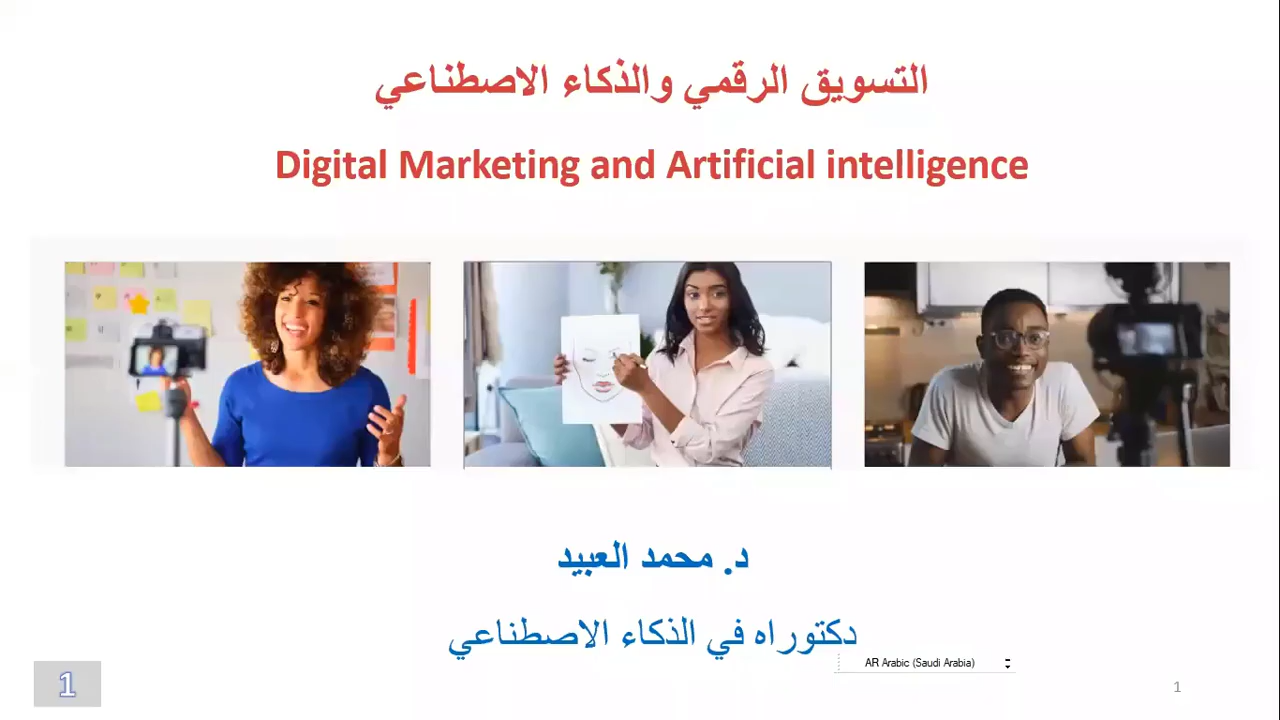 التسويق الرقمي والذكاء الاصطناعي
Digital Marketing and Artificial intelligence
د. محمد العبيد
دكتوراه في الذكاء الاصطناعي
AR Arabic (Saudi Arabia)
1
1